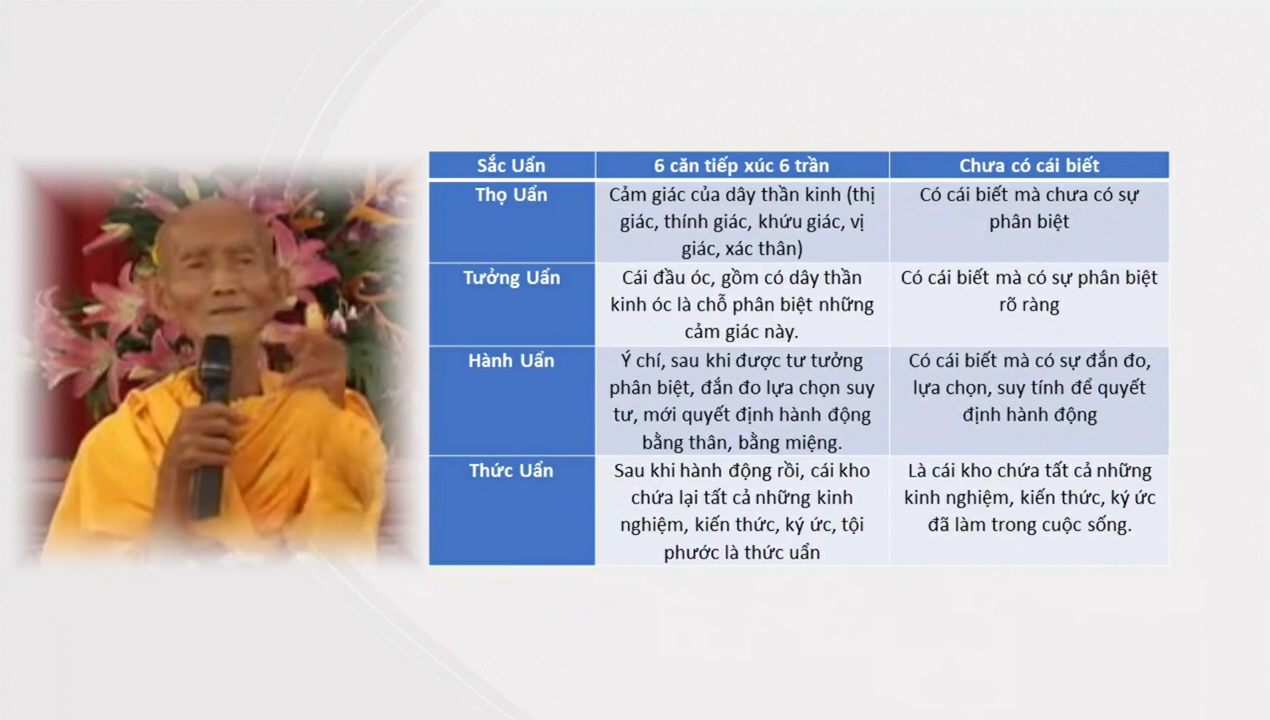 Sắc Uẩn
6 căn tiếp xúc 6 trần
Chưa có cái biết
Thọ Uẩn
Cảm giác của dây thần kinh (thị
giác, thính giác, khứu giác, vị
giác, xác thân)
Có cái biết mà chưa có sự
phân biệt
Tưởng Uẩn
Cái đầu óc, gồm có dây thần
kinh óc là chỗ phân biệt những
cảm giác này.
Có cái biết mà có sự phân biệt
rõ ràng
Hành Uẩn
Ý chí, sau khi được tư tưởng
phân biệt, đắn đo lựa chọn suy
tư, mới quyết định hành động
bằng thân, bằng miệng.
Có cái biết mà có sự đắn đo,
lựa chọn, suy tính để quyết
định hành động
Thức Uẩn
Sau khi hành động rồi, cái kho
chứa lại tất cả những kinh
nghiệm, kiến thức, ký ức, tội
phước là thức uẩn
Là cái kho chứa tất cả những
kinh nghiệm, kiến thức, ký ức
đã làm trong cuộc sống.